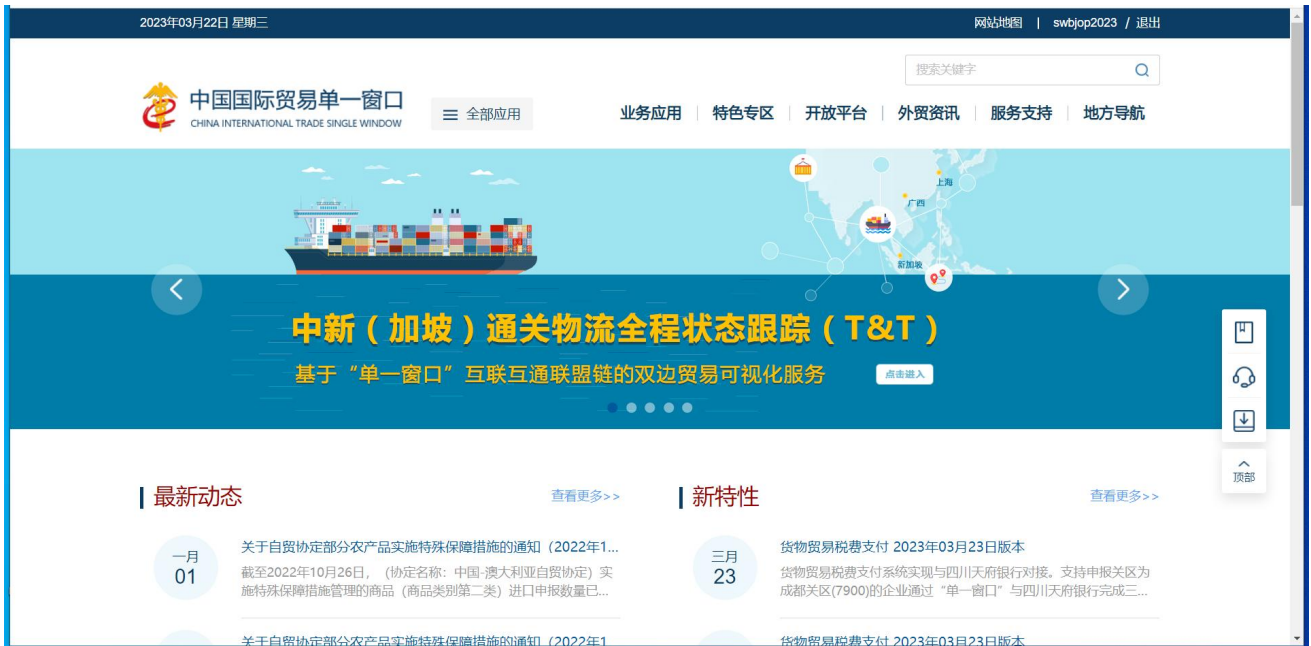 2023年03月22日 星期三
网站地图 | swbjop2023 / 退出
搜索关键字
中国国际贸易单一窗口
CHINA INTERNATIONAL TRADE SINGLE WINDOW
全部应用
业务应用 特色专区 开放平台 外贸资讯 服务支持 地方导航
上海
广西
新加坡
中新（加坡）通关物流全程状态跟踪（T&T）
基于“单一窗口”互联互通联盟链的双边贸易可视化服务
点击进入
顶部
最新动态
查看更多>>
一月
01
关于自贸协定部分农产品实施特殊保障措施的通知（2022年1...
截至2022年10月26日，（协定名称：中国-澳大利亚自贸协定）实
施特殊保障措施管理的商品（商品类别第二类）进口申报数量已...
关于自贸协定部分农产品实施特殊保障措施的通知（2022年1
新特性
查看更多>>
三月
23
货物贸易税费支付 2023年03月23日版本
货物贸易税费支付系统实现与四川天府银行对接。支持申报关区为
成都关区(7900)的企业通过“单一窗口”与四川天府银行完成三...
货物贸易税费支付 2023年03月23日版本